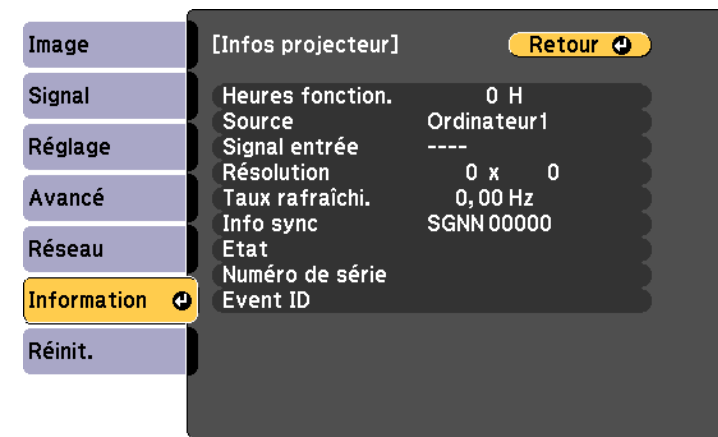 Image
Signal
Réglage
Avancé
Réseau
Information
Réinit.
[Infos projecteur] Retour
Heures fonction. 0 H
Source Ordinateur1
Signal entrée ----
Résolution 0 x 0
Taux rafraîchi. 0,00 Hz
Info sync SGNN 00000
Etat
Numéro de série
Event ID